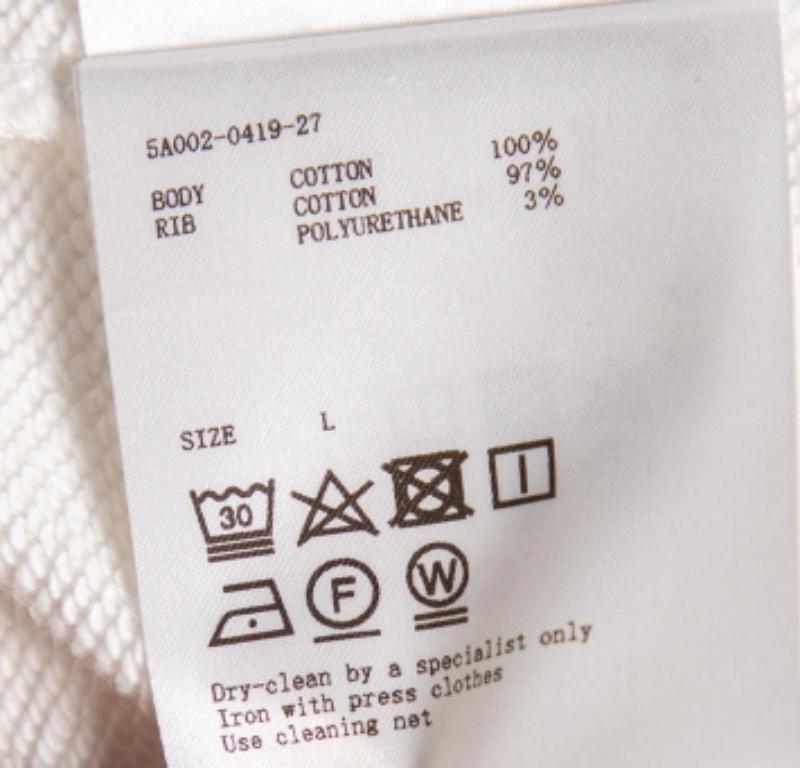 5A002-0419-27
BODY COTTON 100%
RIB COTTON 97%
POLYURETHANE 3%
SIZE L
30
F W
Dry-clean by a specialist only
Iron with press clothes
Use cleaning net